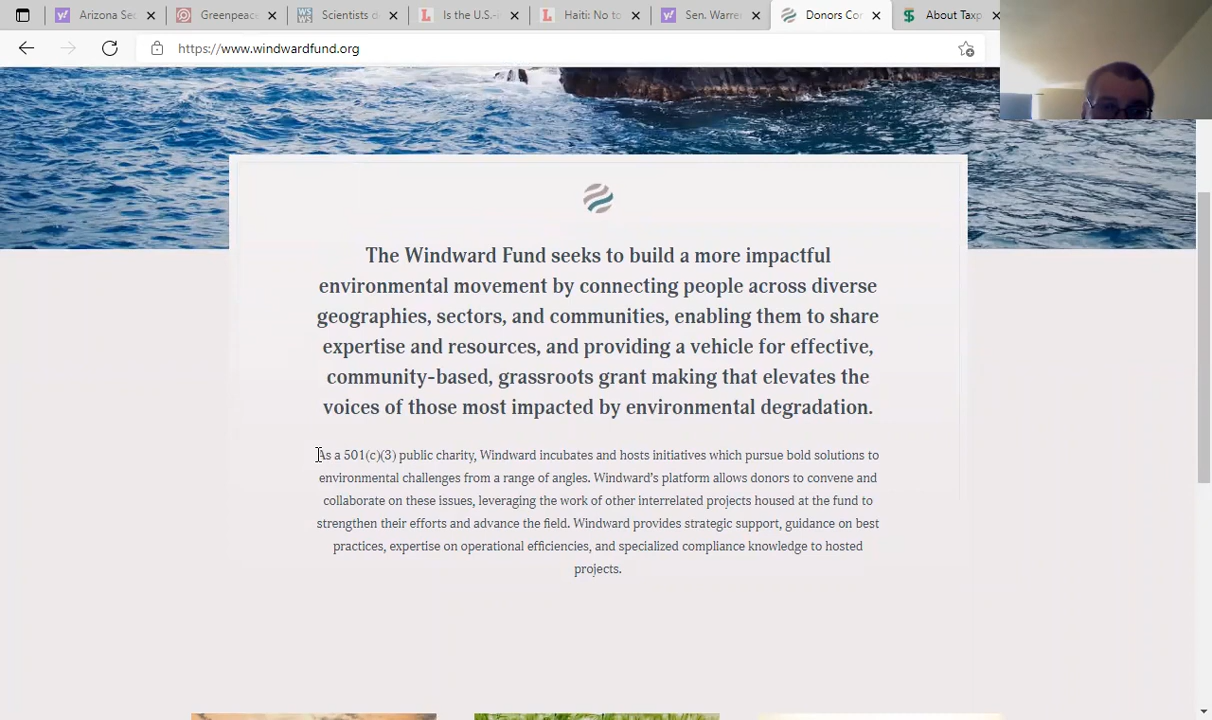 Arizona Sec
Greenpeac
Scientists d
Is the U.S.-
Haiti: No to
Sen. Warre
Donors Cor
About Taxp
https://www.windwardfund.org
The Windward Fund seeks to build a more impactful
environmental movement by connecting people across diverse
geographies, sectors, and communities, enabling them to share
expertise and resources, and providing a vehicle for effective,
community-based, grassroots grant making that elevates the
voices of those most impacted by environmental degradation.
As a 501(c)(3) public charity, Windward incubates and hosts initiatives which pursue bold solutions to
environmental challenges from a range of angles. Windward's platform allows donors to convene and
collaborate on these issues, leveraging the work of other interrelated projects housed at the fund to
strengthen their efforts and advance the field. Windward provides strategic support, guidance on best
practices, expertise on operational efficiencies, and specialized compliance knowledge to hosted
projects.